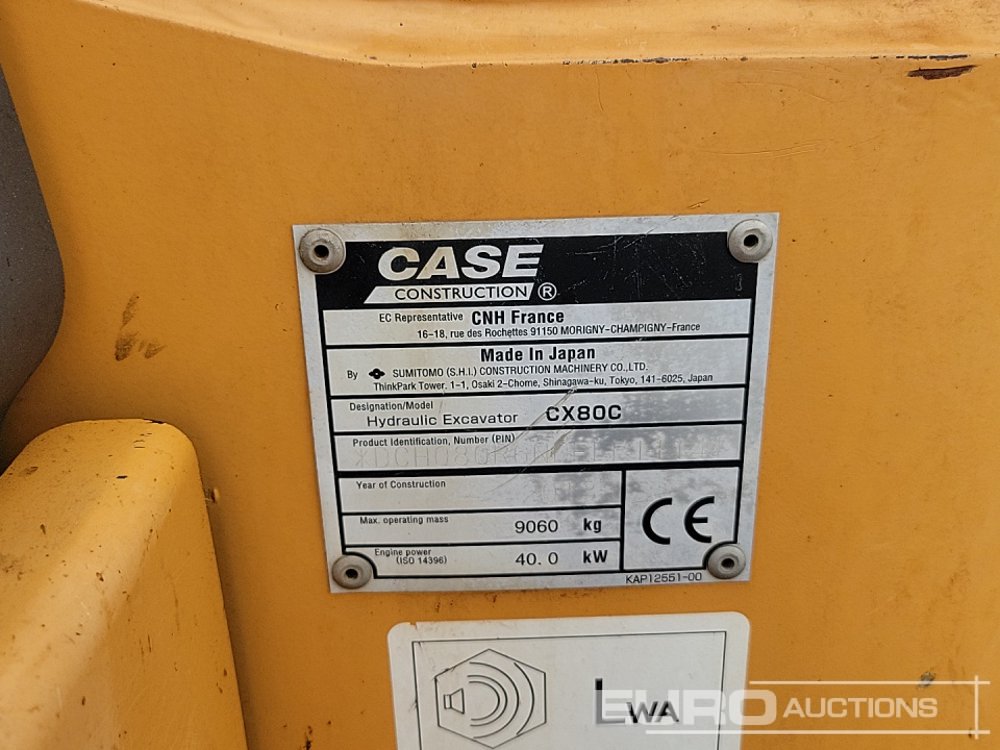 CASE
CONSTRUCTION ®
EC Representative CNH France
16-18, rue des Rochettes 91150 MORIGNY-CHAMPIGNY-France
Made In Japan
By SUMITOMO (S.H.I.) CONSTRUCTION MACHINERY CO.,LTD.
ThinkPark Tower. 1-1, Osaki 2-Chome, Shinagawa-ku, Tokyo, 141-6025, Japan
Designation/Model
Hydraulic Excavator CX80C
Product Identification, Number (PIN)
Year of Construction
Max. operating mass 9060 kg
Engine power
(ISO 14396) 40.0 kW
CE
KAP12551-00
LWA
EURO AUCTIONS